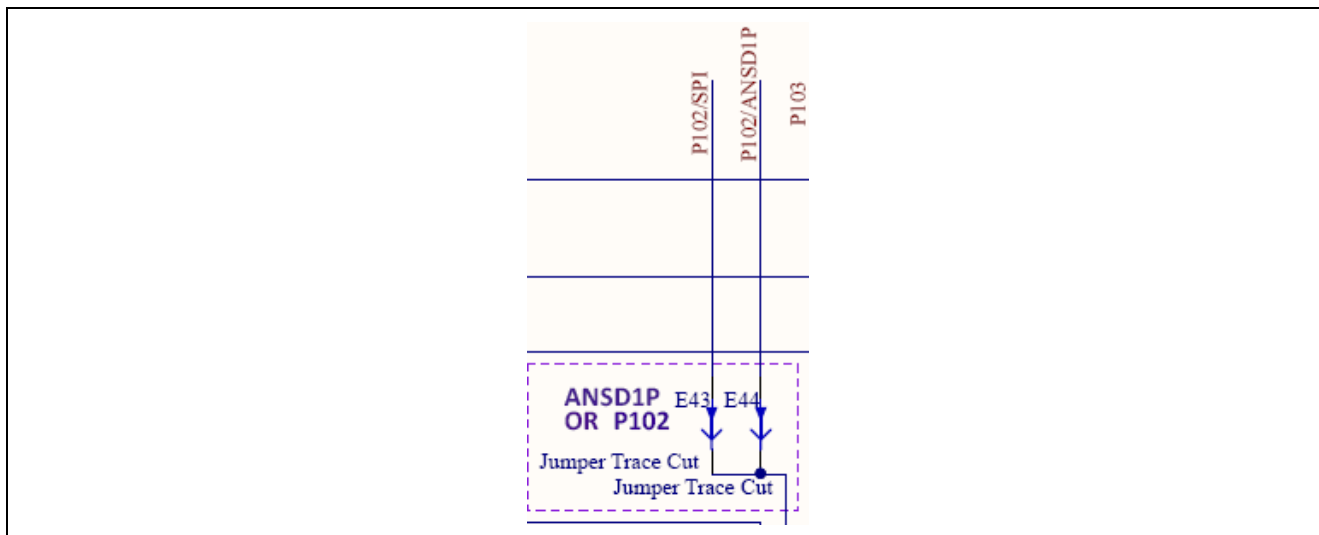 P102/SPI
P102/ANSD1P
P103
ANSD1P
OR P102
E43
E44
Jumper Trace Cut
Jumper Trace Cut